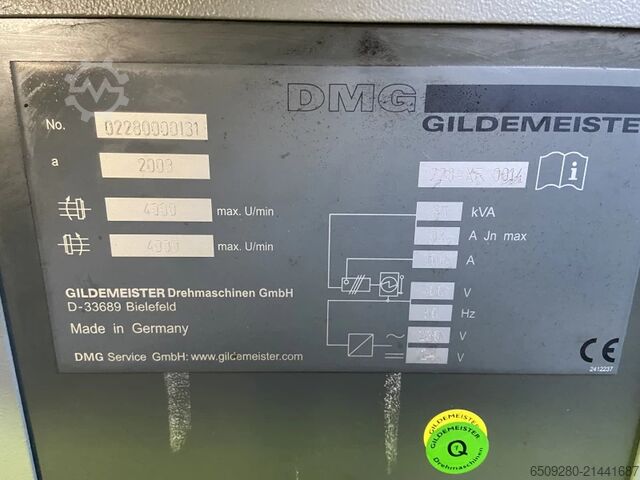 DMG
GILDEMEISTER
No. 02280000131
a 2003
4000 max. U/min
4000 max. U/min
kVA
A Jn max
A
V
Hz
V
V
GILDEMEISTER Drehmaschinen GmbH
D-33689 Bielefeld
Made in Germany
DMG Service GmbH: www.gildemeister.com
CE
2412237
GILDEMEISTER
Q
Drehmaschinen
6509280-21441687